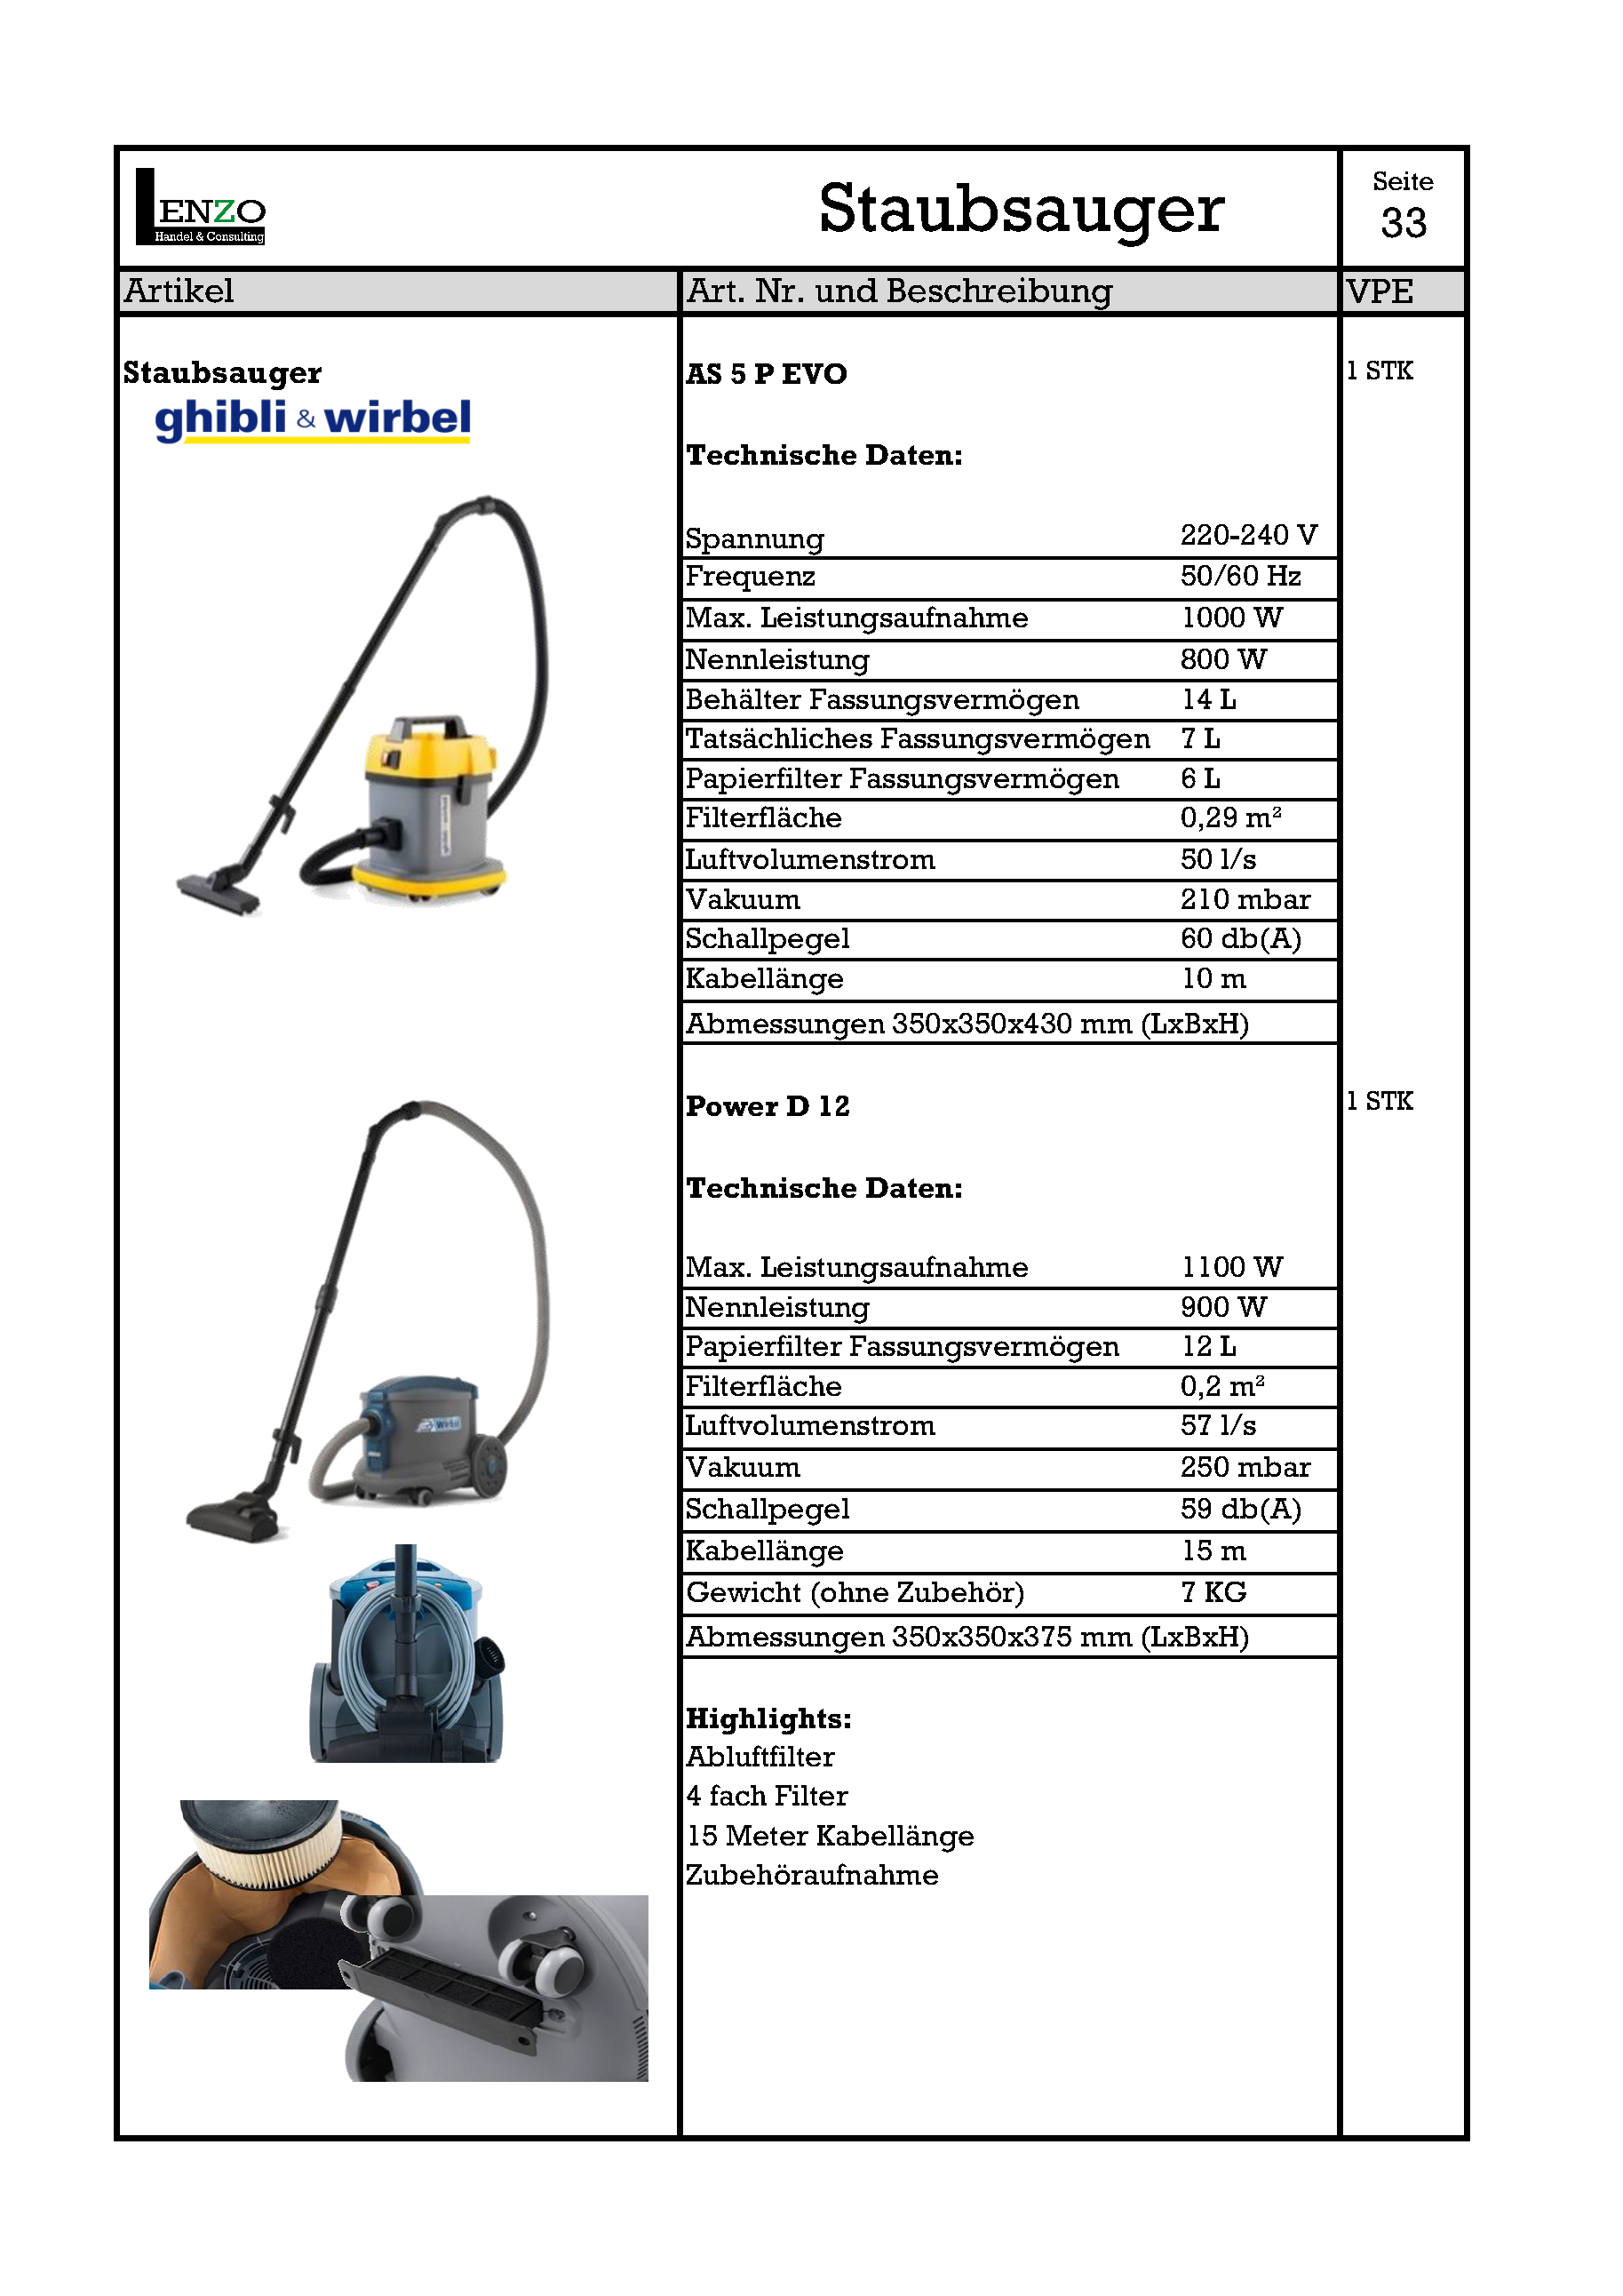 LENZO
Handel & Consulting
Staubsauger
Seite
33
Artikel
Art. Nr. und Beschreibung
VPE
Staubsauger
ghibli & wirbel
AS 5 P EVO
1 STK
Technische Daten:
Spannung 220-240 V
Frequenz 50/60 Hz
Max. Leistungsaufnahme 1000 W
Nennleistung 800 W
Behälter Fassungsvermögen 14 L
Tatsächliches Fassungsvermögen 7 L
Papierfilter Fassungsvermögen 6 L
Filterfläche 0,29 m²
Luftvolumenstrom 50 l/s
Vakuum 210 mbar
Schallpegel 60 db(A)
Kabellänge 10 m
Abmessungen 350x350x430 mm (LxBxH)
Power D 12
1 STK
Technische Daten:
Max. Leistungsaufnahme 1100 W
Nennleistung 900 W
Papierfilter Fassungsvermögen 12 L
Filterfläche 0,2 m²
Luftvolumenstrom 57 l/s
Vakuum 250 mbar
Schallpegel 59 db(A)
Kabellänge 15 m
Gewicht (ohne Zubehör) 7 KG
Abmessungen 350x350x375 mm (LxBxH)
Wirbel
Highlights:
Abluftfilter
4 fach Filter
15 Meter Kabellänge
Zubehöraufnahme